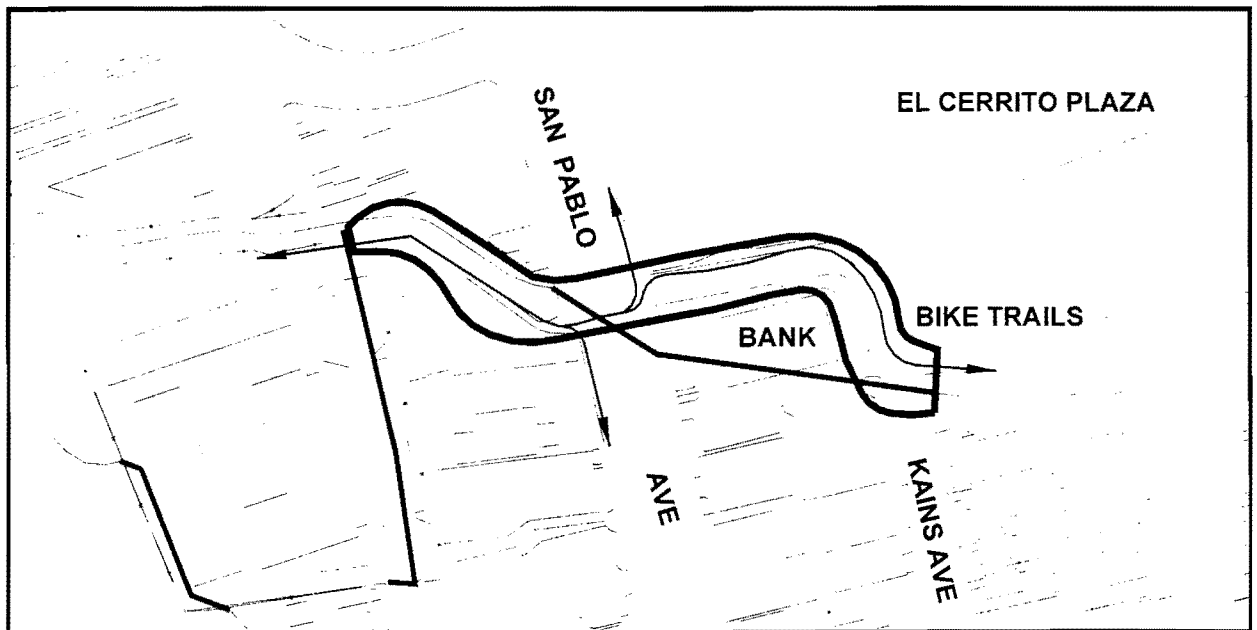 EL CERRITO PLAZA
SAN PABLO
BIKE TRAILS
BANK
AVE
KAINS AVE